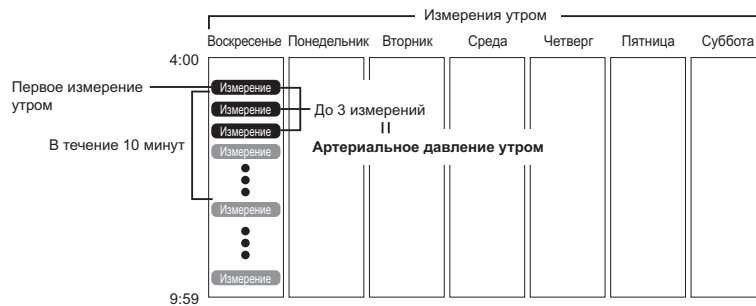 Измерения утром
Воскресенье Понедельник Вторник Среда Четверг Пятница Суббота
4:00
Первое измерение
утром
Измерение
Измерение
До 3 измерений
Измерение
В течение 10 минут
Артериальное давление утром
Измерение
Измерение
Измерение
9:59